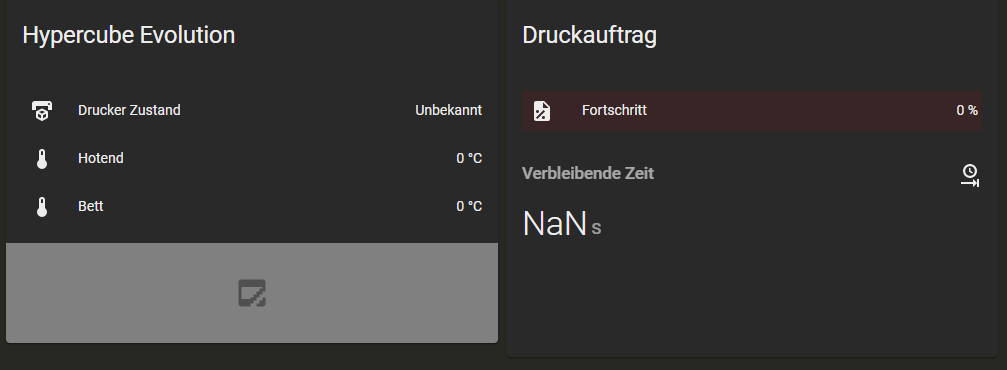 Hypercube Evolution
Drucker Zustand Unbekannt
Hotend 0 °C
Bett 0 °C
Druckauftrag
Fortschritt 0 %
Verbleibende Zeit
NaN s